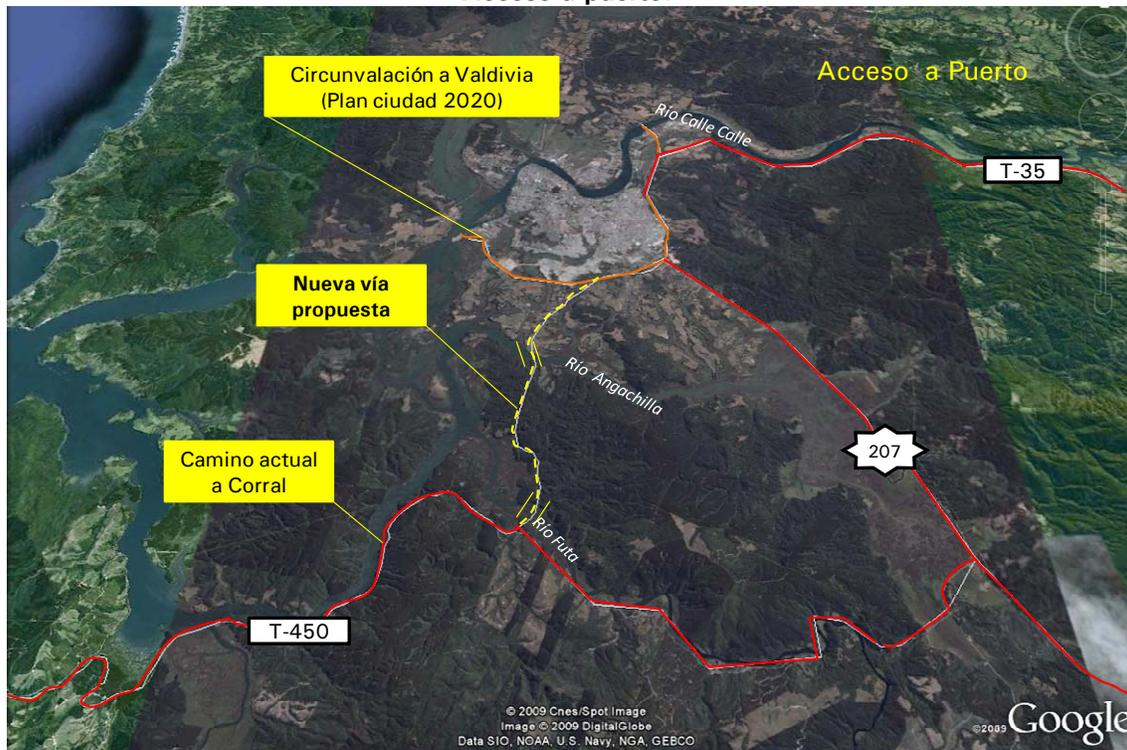 Acceso a puerto.
Circunvalación a Valdivia
(Plan ciudad 2020)
Acceso a Puerto
Río Calle Calle
T-35
Nueva vía
propuesta
Río Angachilla
207
Camino actual
a Corral
Río Futa
T-450
© 2009 Cnes/Spot Image
Image © 2009 DigitalGlobe
Data SIO, NOAA, U.S. Navy, NGA, GEBCO
©2009 Google